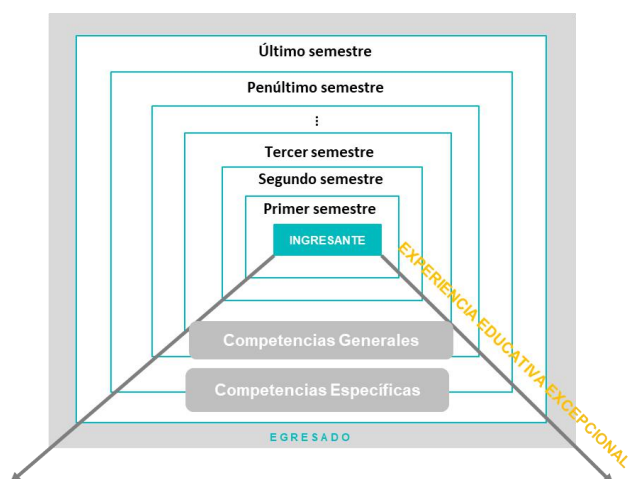 Último semestre
Penúltimo semestre
⋮
Tercer semestre
Segundo semestre
Primer semestre
INGRESANTE
EXPERIENCIA EDUCATIVA EXCEPCIONAL
Competencias Generales
Competencias Específicas
EGRESADO